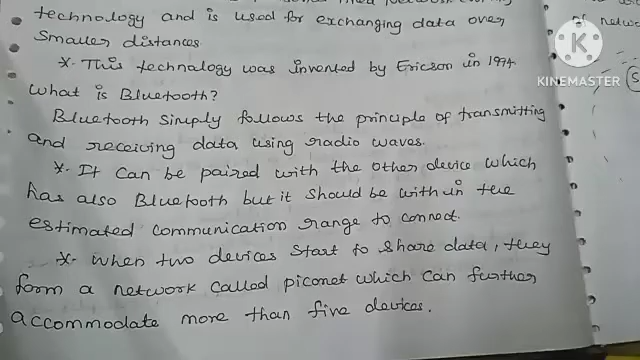 technology and is used for exchanging data over
smaller distances.
*. This technology was invented by Ericson in 1994.
What is Bluetooth?
Bluetooth simply follows the principle of transmitting
and receiving data using radio waves.
*. It can be paired with the other device which
has also Bluetooth but it should be with in the
estimated communication range to connect.
*. When two devices start to share data, they
form a network called piconet which can further
accommodate more than five devices.
of netwo
K
KINEMASTER